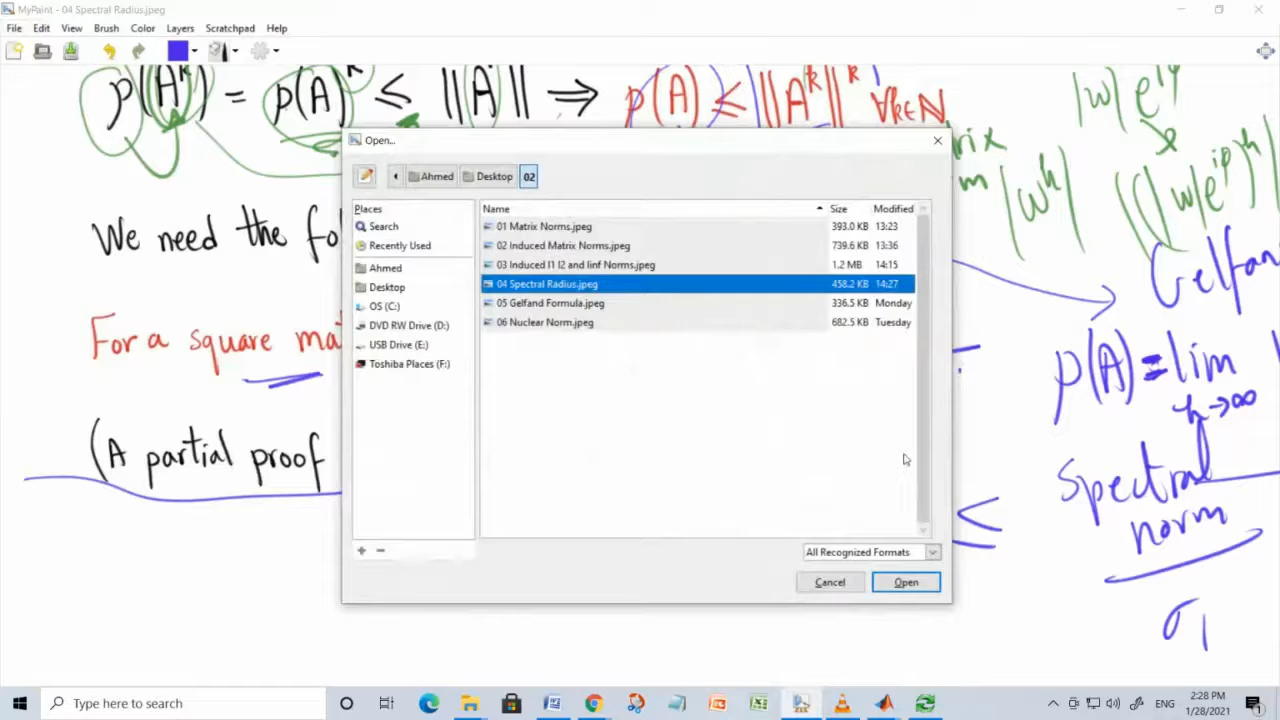 MyPaint - 04 Spectral Radius.jpeg
File Edit View Brush Color Layers Scratchpad Help
ρ(A^k) = ρ(A)^k ≤ ||A|| ⇒ ρ(A) ≤ ||A^k||^k ∀k∈N
|w| e^iφ
|w^k|
((|w|e^iφ)^k
We need the fo
For a square ma
(A partial proof
Gelfan
ρ(A) = lim
k→∞
Spectral
norm
σ1
≤
Open...
Ahmed Desktop 02
Places
Search
Recently Used
Ahmed
Desktop
OS (C:)
DVD RW Drive (D:)
USB Drive (E:)
Toshiba Places (F:)
Name Size Modified
01 Matrix Norms.jpeg 393.0 KB 13:23
02 Induced Matrix Norms.jpeg 739.6 KB 13:36
03 Induced l1 l2 and linf Norms.jpeg 1.2 MB 14:15
04 Spectral Radius.jpeg 458.2 KB 14:27
05 Gelfand Formula.jpeg 336.5 KB Monday
06 Nuclear Norm.jpeg 682.5 KB Tuesday
All Recognized Formats
Cancel Open
Type here to search
ENG
2:28 PM
1/28/2021
1